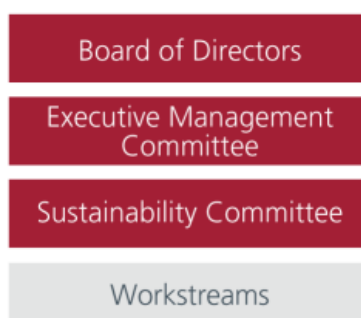 Board of Directors
Executive Management
Committee
Sustainability Committee
Workstreams